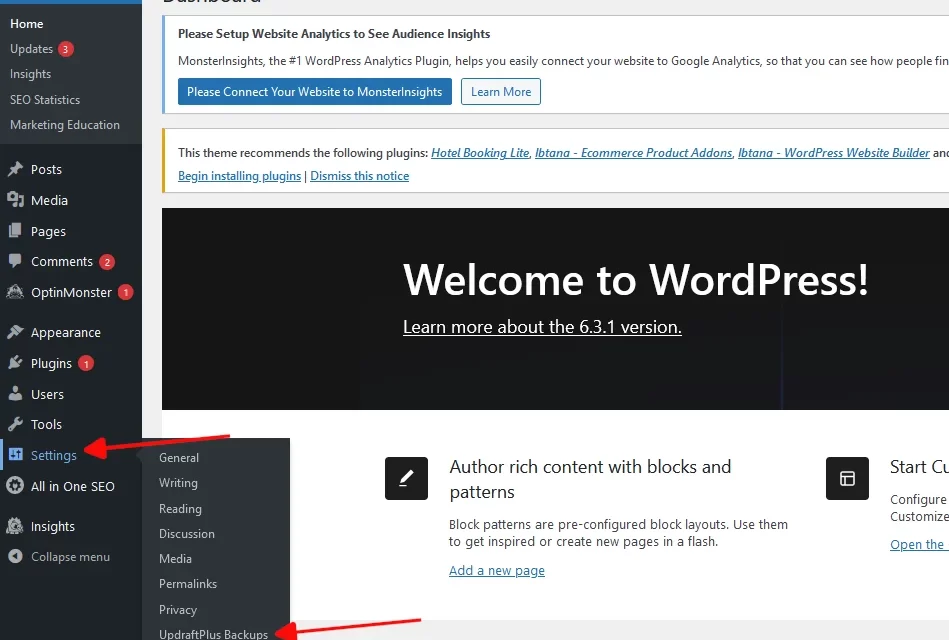 Home
Updates 3
Insights
SEO Statistics
Marketing Education
Posts
Media
Pages
Comments 2
OptinMonster 1
Appearance
Plugins 1
Users
Tools
Settings
All in One SEO
Insights
Collapse menu
General
Writing
Reading
Discussion
Media
Permalinks
Privacy
UpdraftPlus Backups
Dashboard
Please Setup Website Analytics to See Audience Insights
MonsterInsights, the #1 WordPress Analytics Plugin, helps you easily connect your website to Google Analytics, so that you can see how people fin
Please Connect Your Website to MonsterInsights
Learn More
This theme recommends the following plugins: Hotel Booking Lite, Ibtana - Ecommerce Product Addons, Ibtana - WordPress Website Builder and
Begin installing plugins | Dismiss this notice
Welcome to WordPress!
Learn more about the 6.3.1 version.
Author rich content with blocks and
patterns
Block patterns are pre-configured block layouts. Use them
to get inspired or create new pages in a flash.
Add a new page
Start Cu
Configure
Customize
Open the